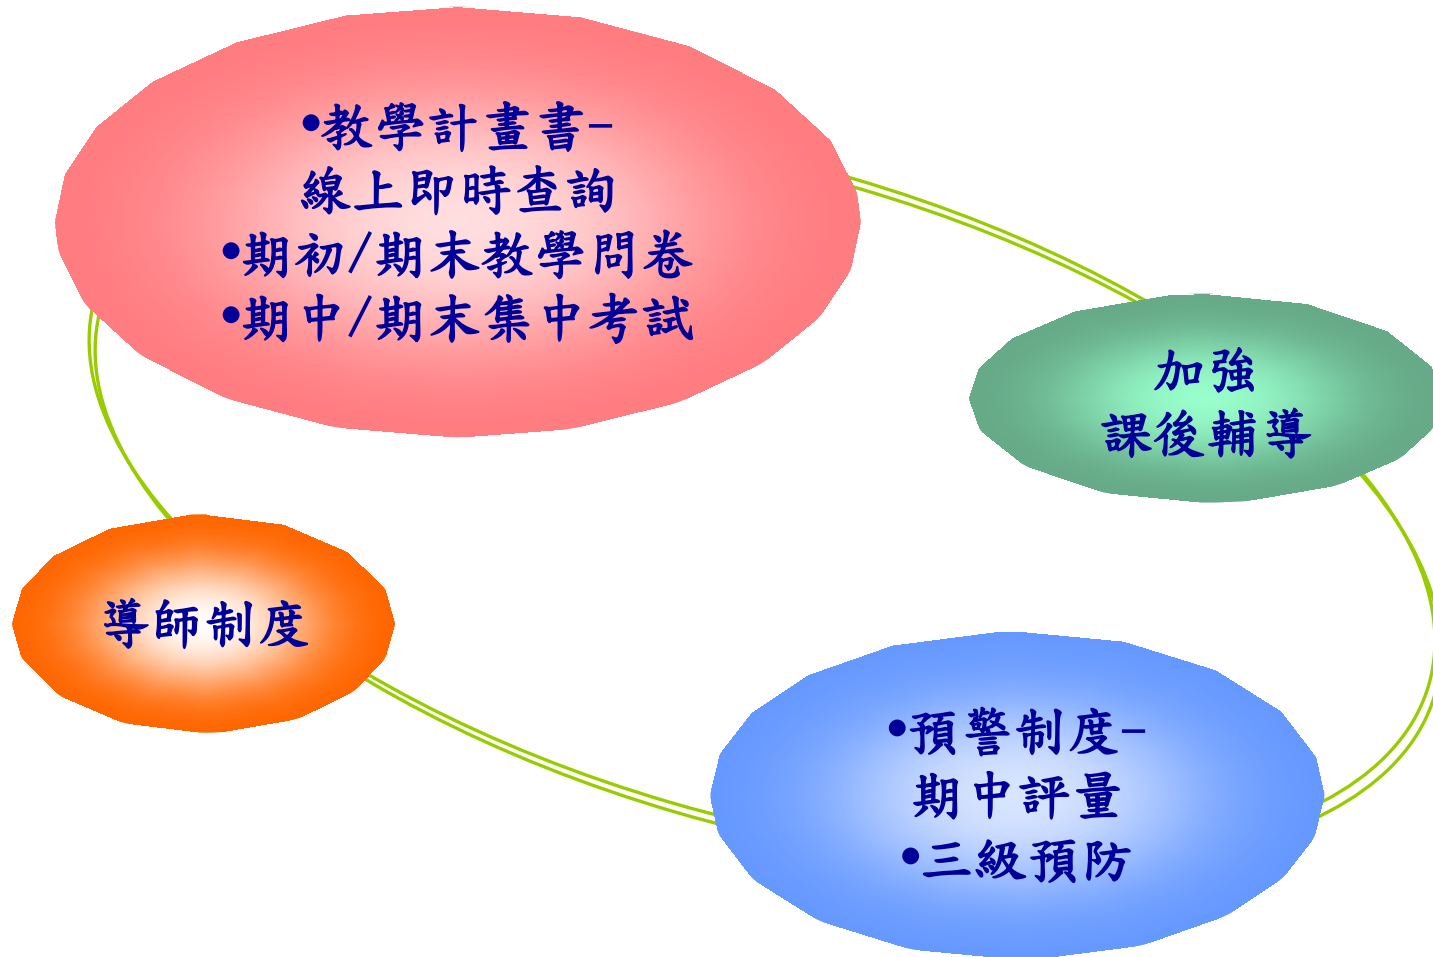 •教學計畫書-
線上即時查詢
•期初/期末教學問卷
•期中/期末集中考試
加強
課後輔導
導師制度
•預警制度-
期中評量
•三級預防